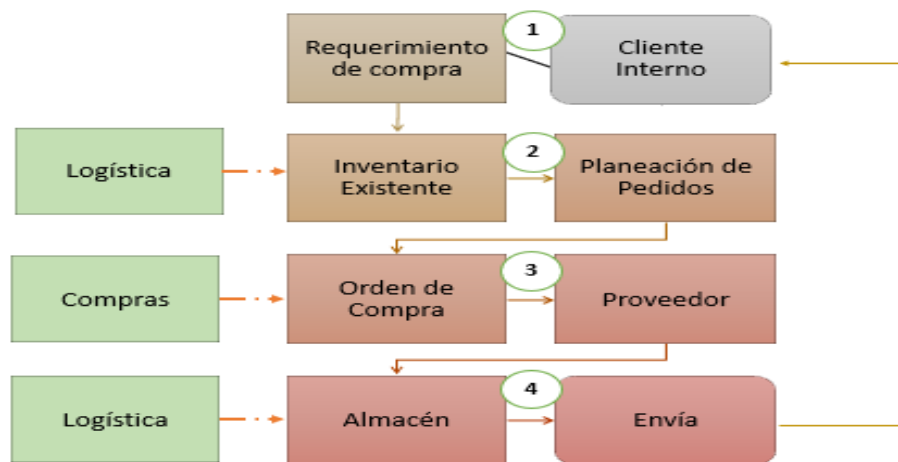 1
Requerimiento
de compra
Cliente
Interno
Logística
Inventario
Existente
2
Planeación de
Pedidos
Compras
Orden de
Compra
3
Proveedor
Logística
Almacén
4
Envía